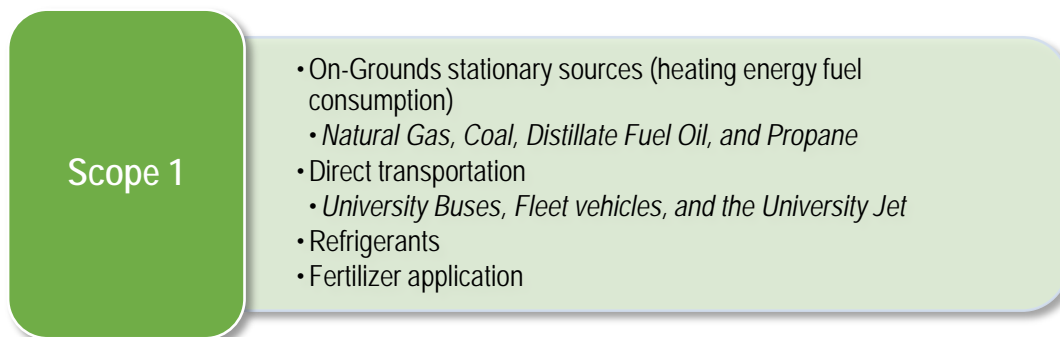 Scope 1
• On-Grounds stationary sources (heating energy fuel
consumption)
• Natural Gas, Coal, Distillate Fuel Oil, and Propane
• Direct transportation
• University Buses, Fleet vehicles, and the University Jet
• Refrigerants
• Fertilizer application